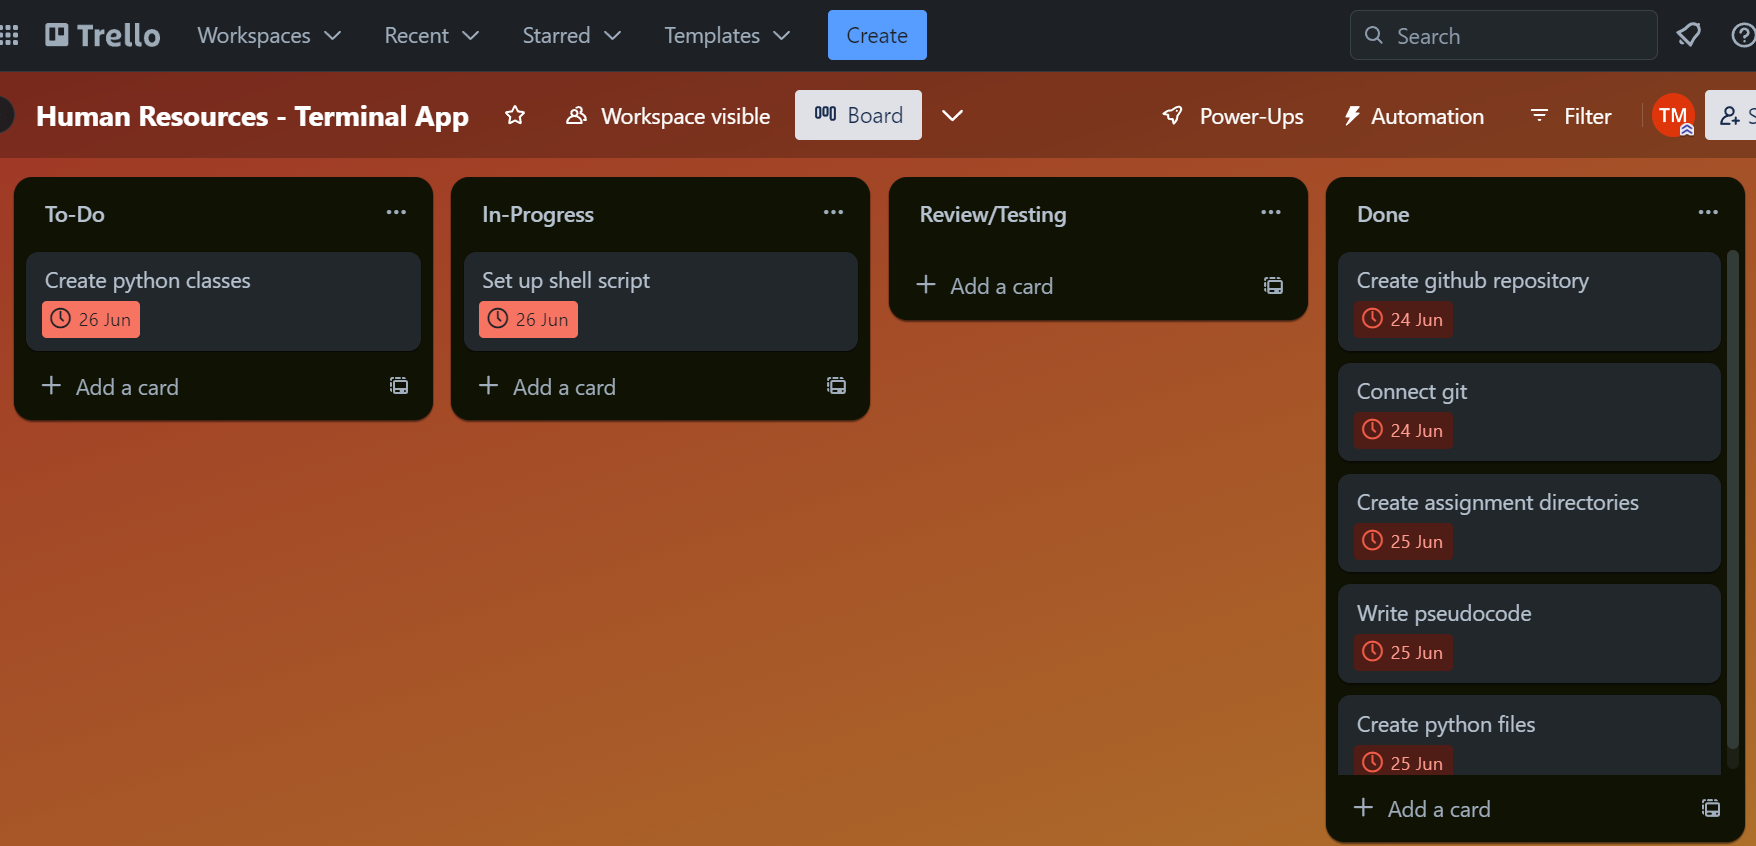 Trello Workspaces Recent Starred Templates Create Search
Human Resources - Terminal App Workspace visible Board Power-Ups Automation Filter TM S
To-Do
Create python classes
26 Jun
Add a card
In-Progress
Set up shell script
26 Jun
Add a card
Review/Testing
Add a card
Done
Create github repository
24 Jun
Connect git
24 Jun
Create assignment directories
25 Jun
Write pseudocode
25 Jun
Create python files
25 Jun
Add a card